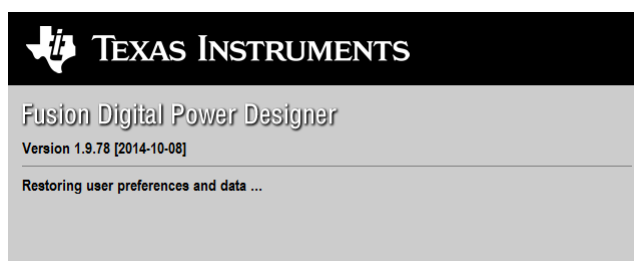 TEXAS INSTRUMENTS
Fusion Digital Power Designer
Version 1.9.78 [2014-10-08]
Restoring user preferences and data ...